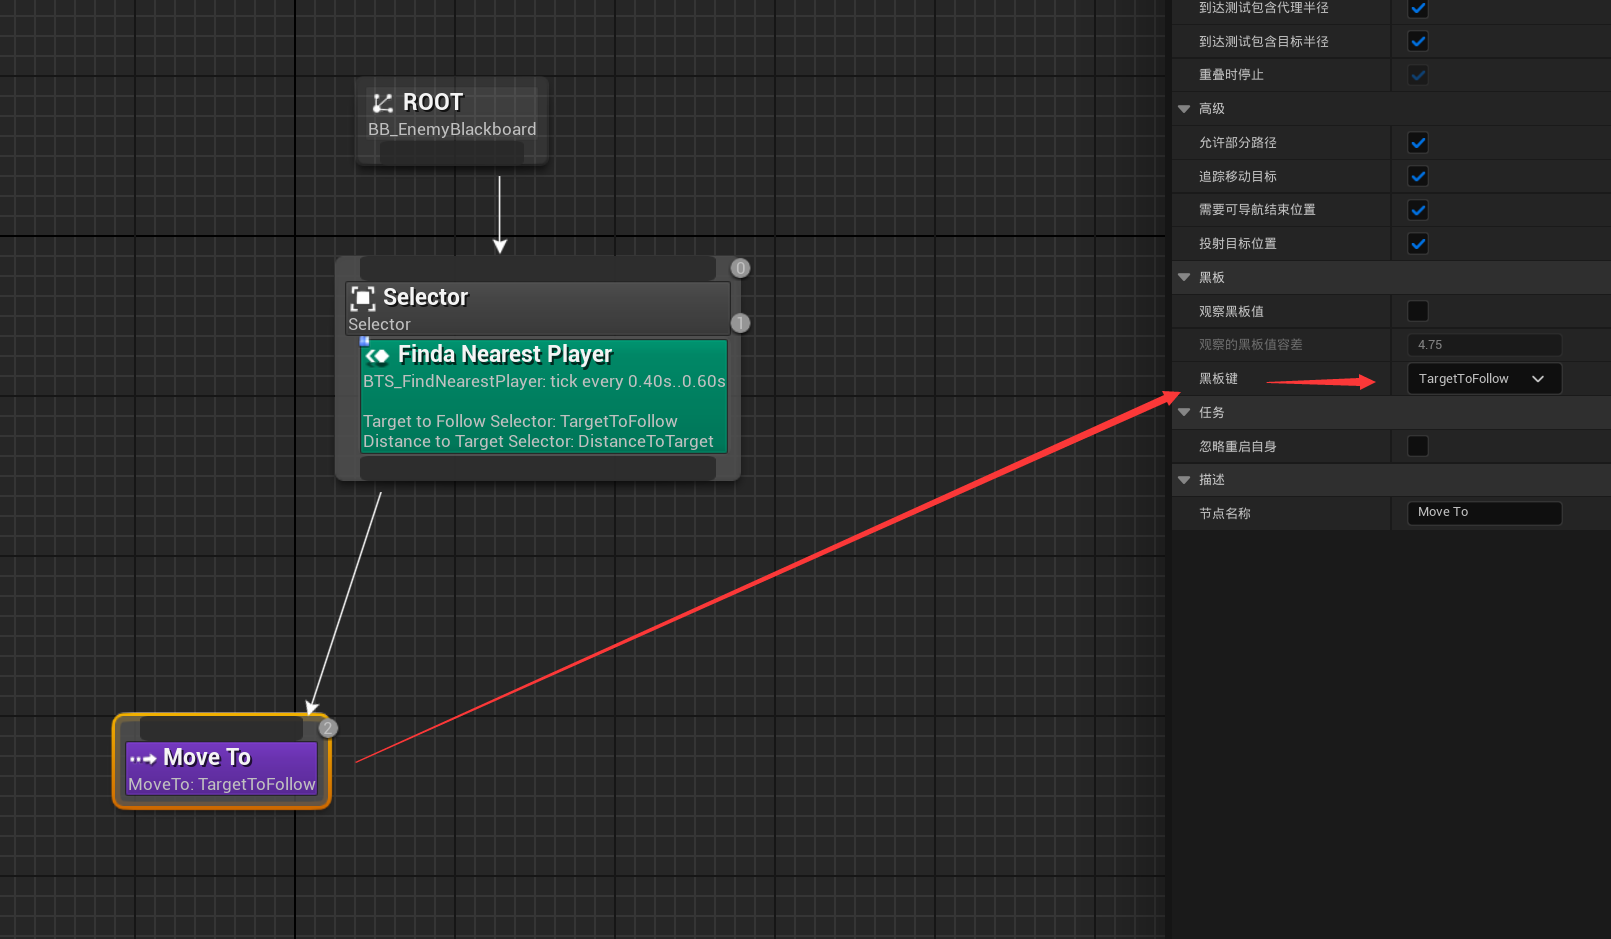 ROOT
BB_EnemyBlackboard
0
Selector
Selector
1
Finda Nearest Player
BTS_FindNearestPlayer: tick every 0.40s..0.60s
Target to Follow Selector: TargetToFollow
Distance to Target Selector: DistanceToTarget
2
Move To
MoveTo: TargetToFollow
到达测试包含代理半径
到达测试包含目标半径
重叠时停止
高级
允许部分路径
追踪移动目标
需要可导航结束位置
投射目标位置
黑板
观察黑板值
观察的黑板值容差 4.75
黑板键 TargetToFollow
任务
忽略重启自身
描述
节点名称 Move To